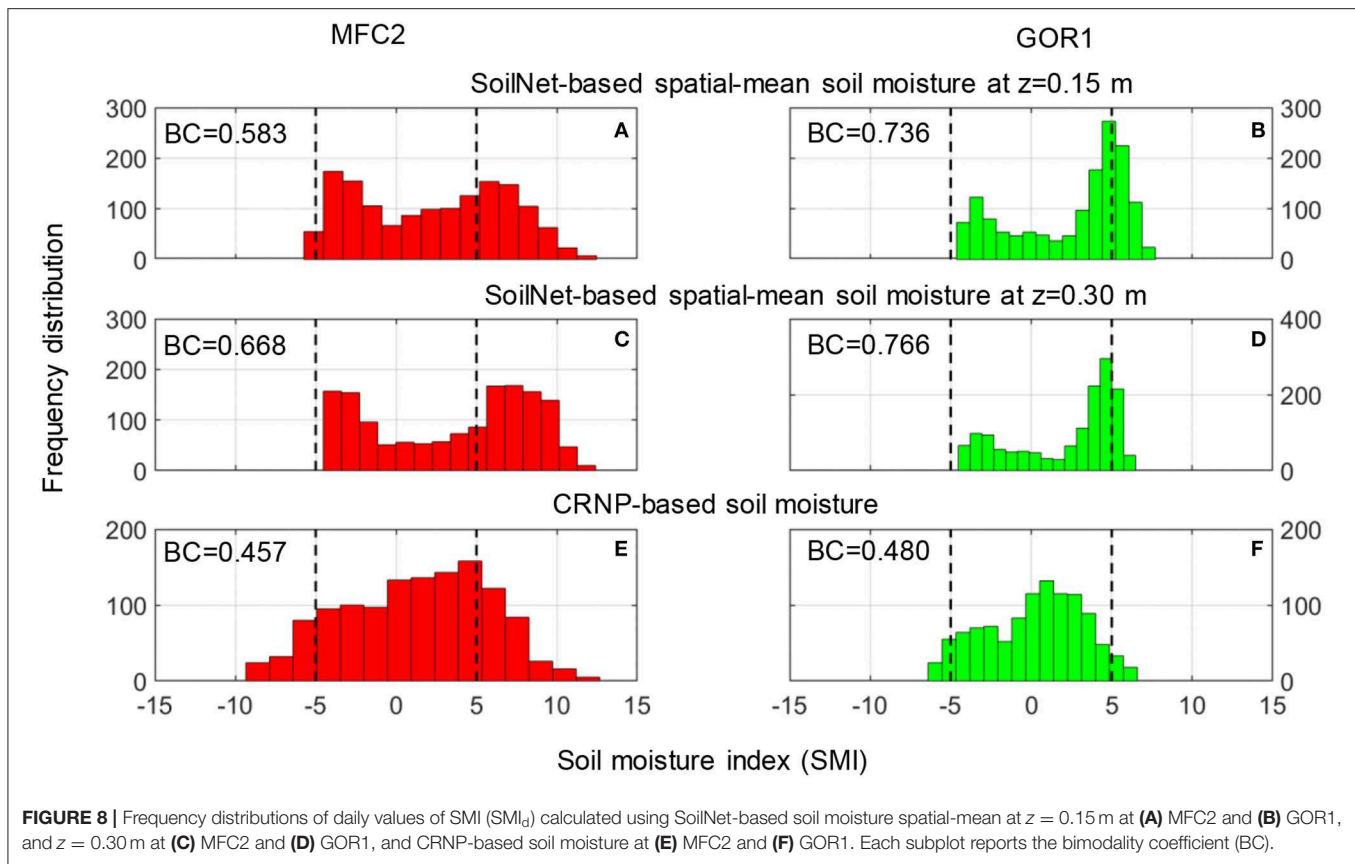 MFC2 GOR1
SoilNet-based spatial-mean soil moisture at z=0.15 m
300 BC=0.583 A BC=0.736 B 300
200 200
100 100
0 0
SoilNet-based spatial-mean soil moisture at z=0.30 m
300 BC=0.668 C BC=0.766 D 400
200 200
100
0 0
CRNP-based soil moisture
200 BC=0.457 E BC=0.480 F 200
100 100
0 0
-15 -10 -5 0 5 10 15 -15 -10 -5 0 5 10 15
Frequency distribution
Soil moisture index (SMI)
FIGURE 8 | Frequency distributions of daily values of SMI (SMId) calculated using SoilNet-based soil moisture spatial-mean at z = 0.15 m at (A) MFC2 and (B) GOR1,
and z = 0.30 m at (C) MFC2 and (D) GOR1, and CRNP-based soil moisture at (E) MFC2 and (F) GOR1. Each subplot reports the bimodality coefficient (BC).